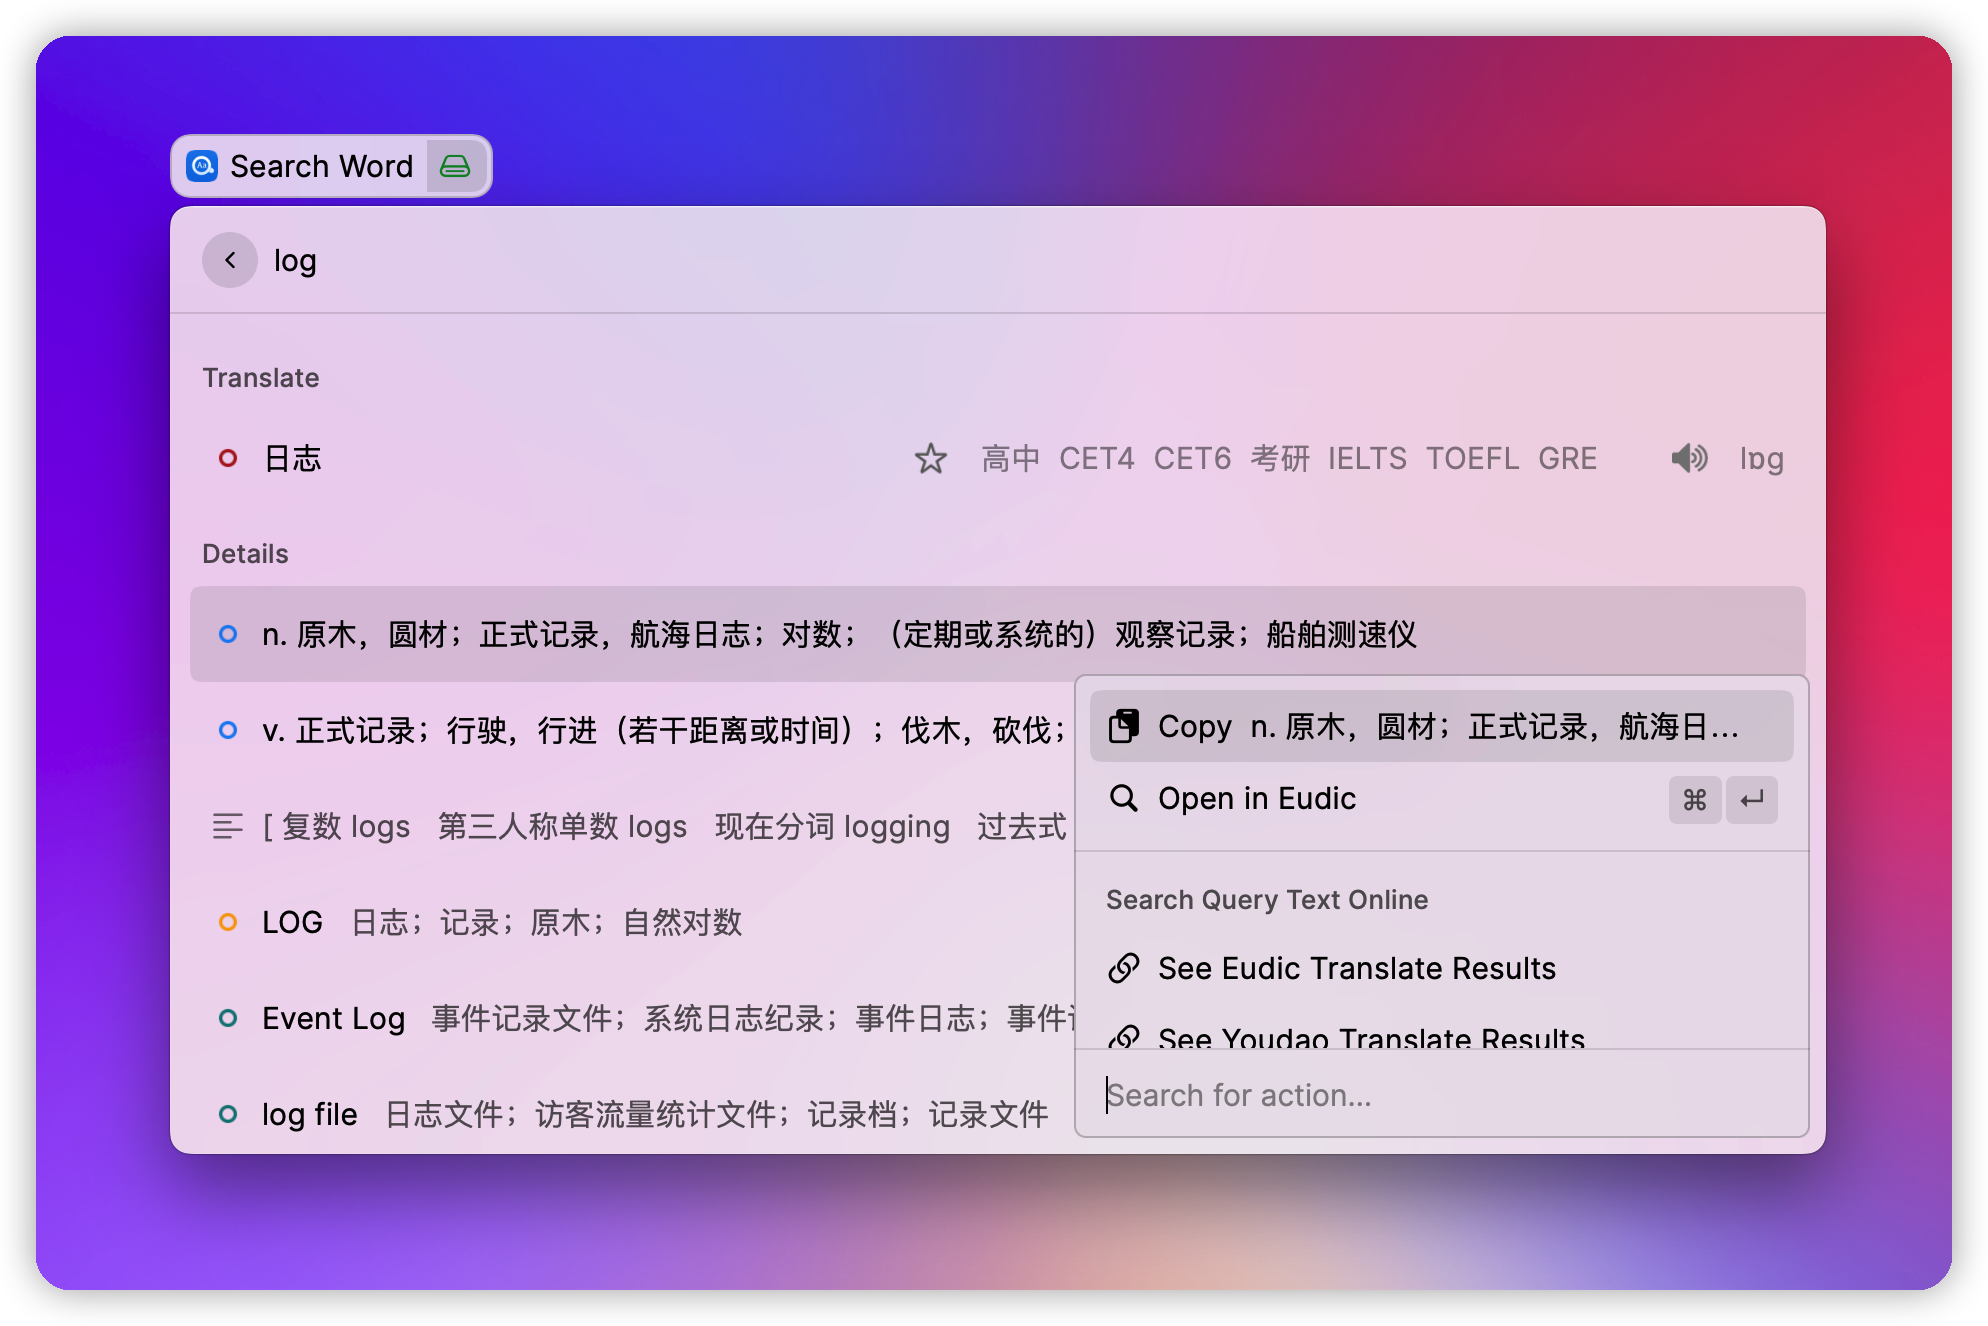 Search Word
log
Translate
日志 高中 CET4 CET6 考研 IELTS TOEFL GRE lɒg
Details
n. 原木，圆材；正式记录，航海日志；对数；（定期或系统的）观察记录；船舶测速仪
v. 正式记录；行驶，行进（若干距离或时间）；伐木，砍伐；
[ 复数 logs 第三人称单数 logs 现在分词 logging 过去式
LOG 日志；记录；原木；自然对数
Event Log 事件记录文件；系统日志纪录；事件日志；事件
log file 日志文件；访客流量统计文件；记录档；记录文件
Copy n. 原木，圆材；正式记录，航海日...
Open in Eudic ⌘ ↵
Search Query Text Online
See Eudic Translate Results
See Youdao Translate Results
Search for action...